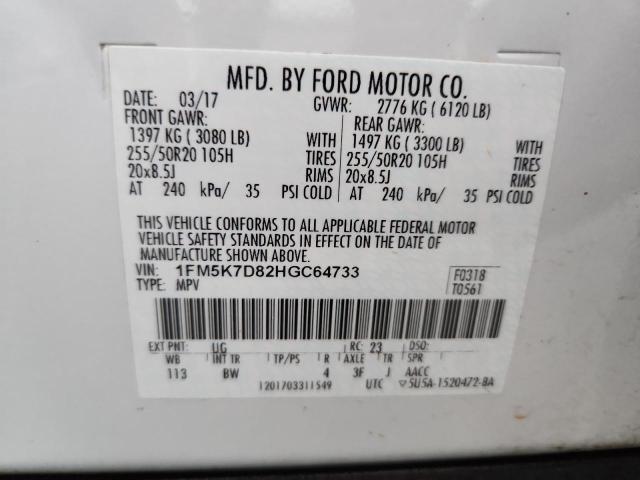 MFD. BY FORD MOTOR CO.
DATE: 03/17 GVWR: 2776 KG ( 6120 LB)
FRONT GAWR: REAR GAWR:
1397 KG ( 3080 LB) WITH 1497 KG ( 3300 LB) WITH
255/50R20 105H TIRES 255/50R20 105H TIRES
20x8.5J RIMS 20x8.5J RIMS
AT 240 kPa/ 35 PSI COLD AT 240 kPa/ 35 PSI COLD
THIS VEHICLE CONFORMS TO ALL APPLICABLE FEDERAL MOTOR
VEHICLE SAFETY STANDARDS IN EFFECT ON THE DATE OF
MANUFACTURE SHOWN ABOVE.
VIN: 1FM5K7D82HGC64733 F0318
TYPE: MPV T0561
EXT PNT: UG RC: 23 DSO:
WB INT TR TP/PS R AXLE TR SPR
113 BW 4 3F J AACC
1201703311549 UTC ▽5U5A-1520472-BA